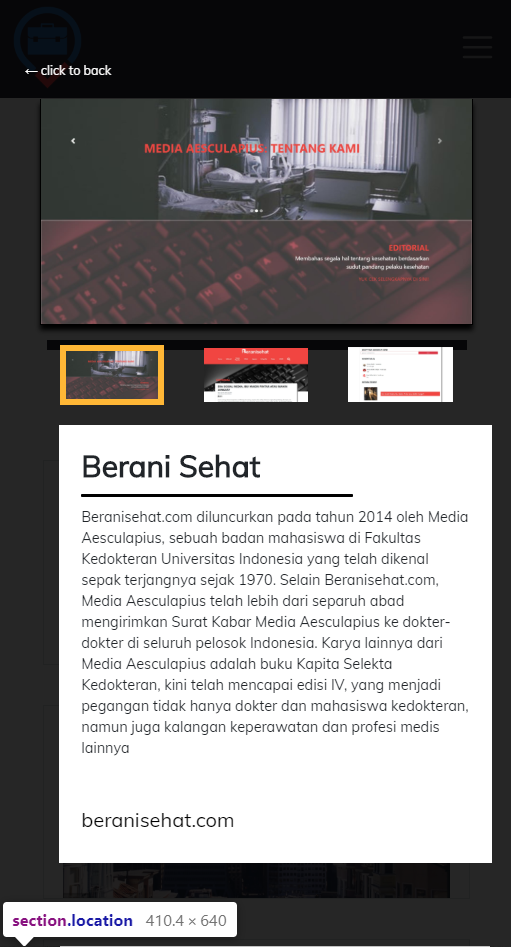 ← click to back
MEDIA AESCULAPIUS TENTANG KAMI
EDITORIAL
Membahas segala hal tentang kesehatan berdasarkan
sudut pandang pelaku kesehatan
Beranisehat
Berani Sehat
Beranisehat.com diluncurkan pada tahun 2014 oleh Media
Aesculapius, sebuah badan mahasiswa di Fakultas
Kedokteran Universitas Indonesia yang telah dikenal
sepak terjangnya sejak 1970. Selain Beranisehat.com,
Media Aesculapius telah lebih dari separuh abad
mengirimkan Surat Kabar Media Aesculapius ke dokter-
dokter di seluruh pelosok Indonesia. Karya lainnya dari
Media Aesculapius adalah buku Kapita Selekta
Kedokteran, kini telah mencapai edisi IV, yang menjadi
pegangan tidak hanya dokter dan mahasiswa kedokteran,
namun juga kalangan keperawatan dan profesi medis
lainnya
beranisehat.com
section.location 410.4 × 640